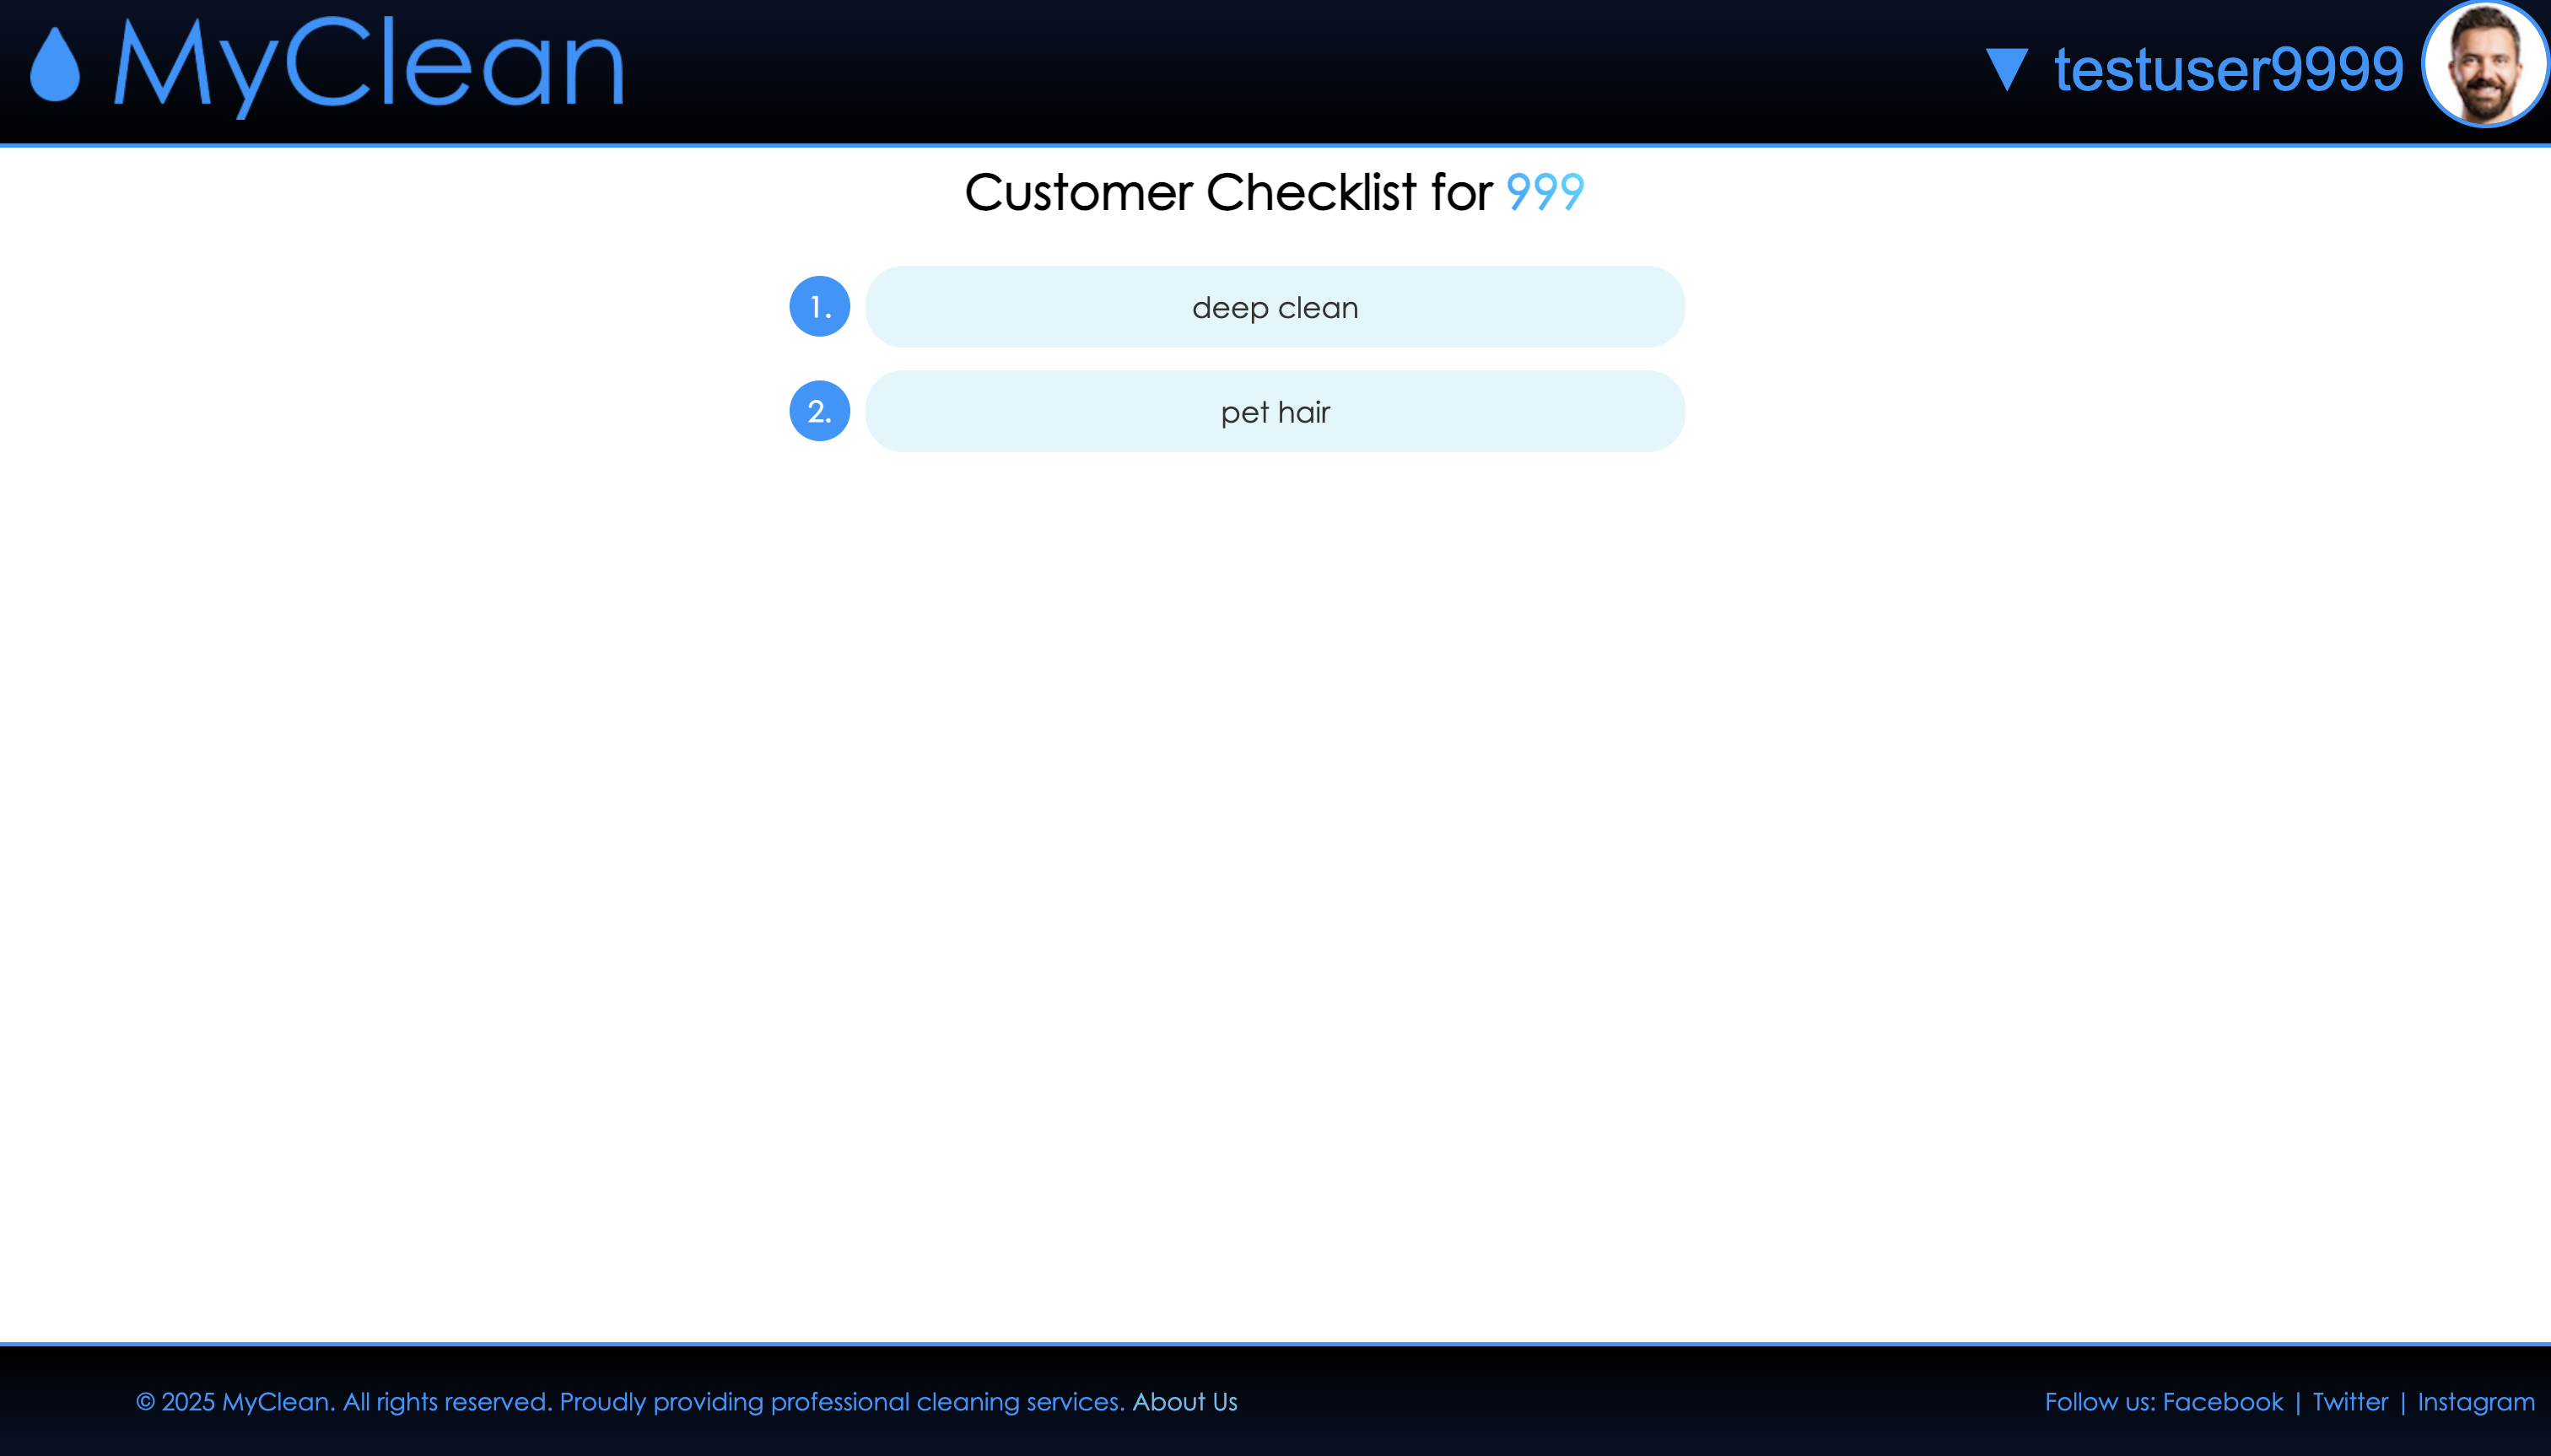 MyClean
▼ testuser9999
Customer Checklist for 999
1. deep clean
2. pet hair
© 2025 MyClean. All rights reserved. Proudly providing professional cleaning services. About Us
Follow us: Facebook | Twitter | Instagram